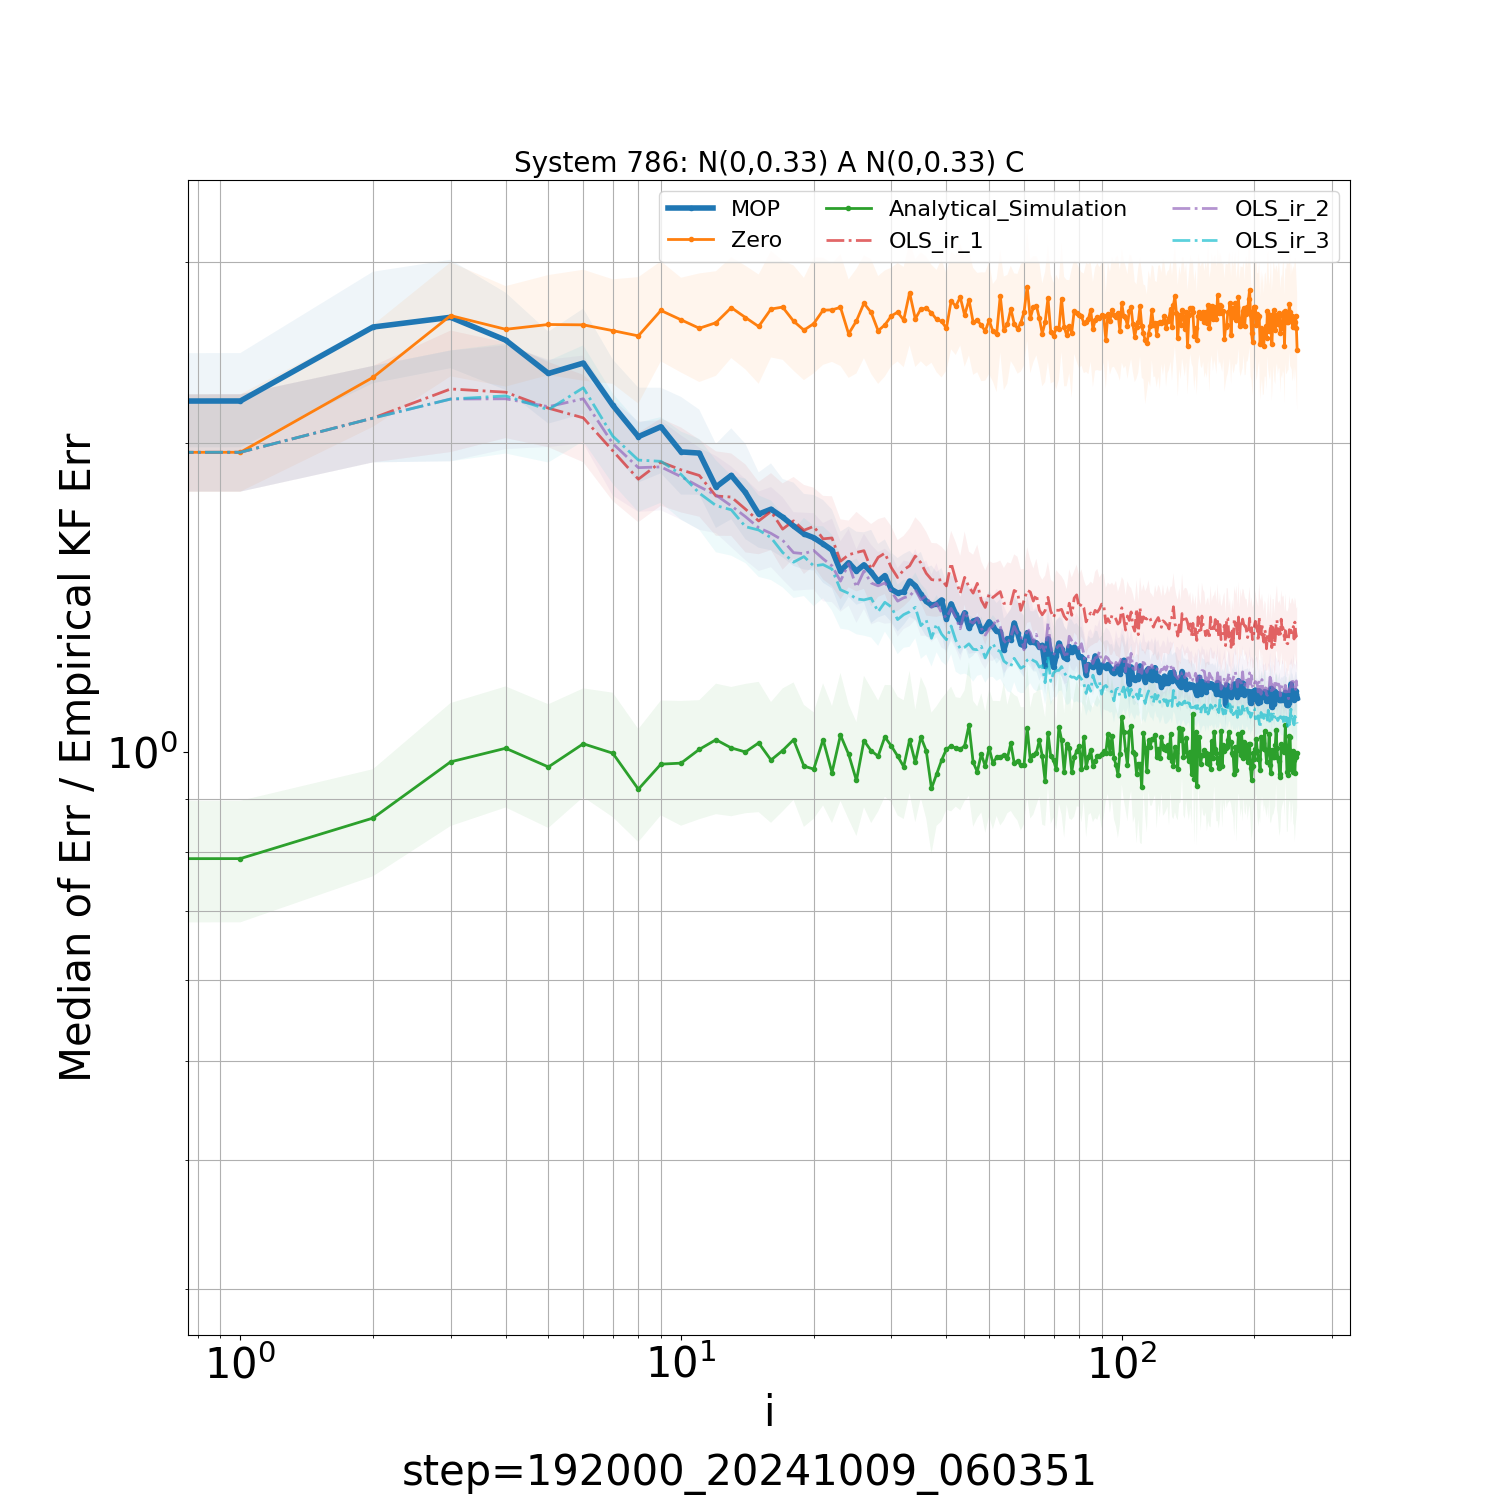 System 786: N(0,0.33) A N(0,0.33) C
MOP
Zero
Analytical_Simulation
OLS_ir_1
OLS_ir_2
OLS_ir_3
Median of Err / Empirical KF Err
10⁰
10⁰ 10¹ 10²
i
step=192000_20241009_060351